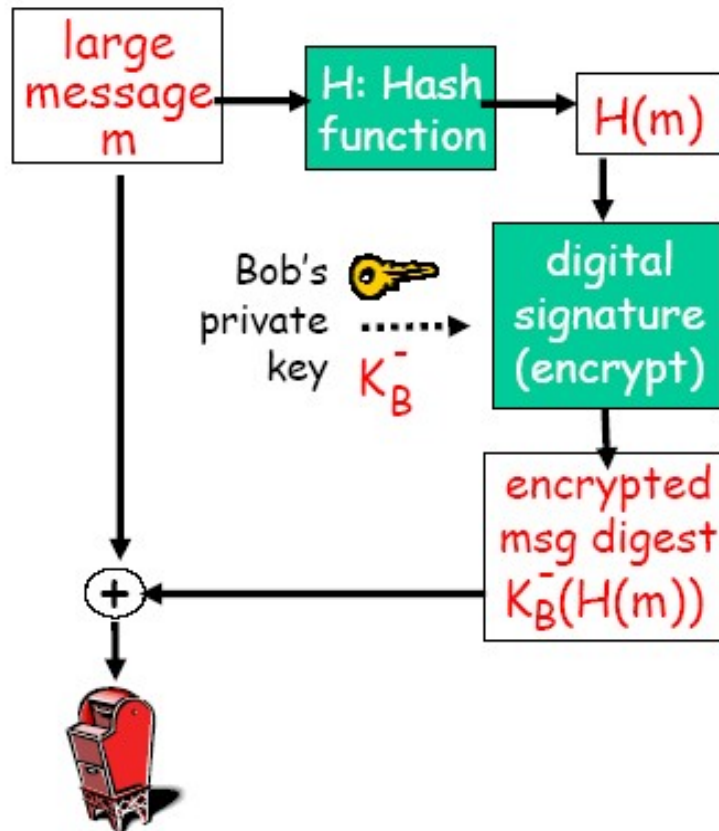 large
message
m
H: Hash
function
H(m)
Bob's
private
key
K_B^-
digital
signature
(encrypt)
encrypted
msg digest
K_B^-(H(m))
+